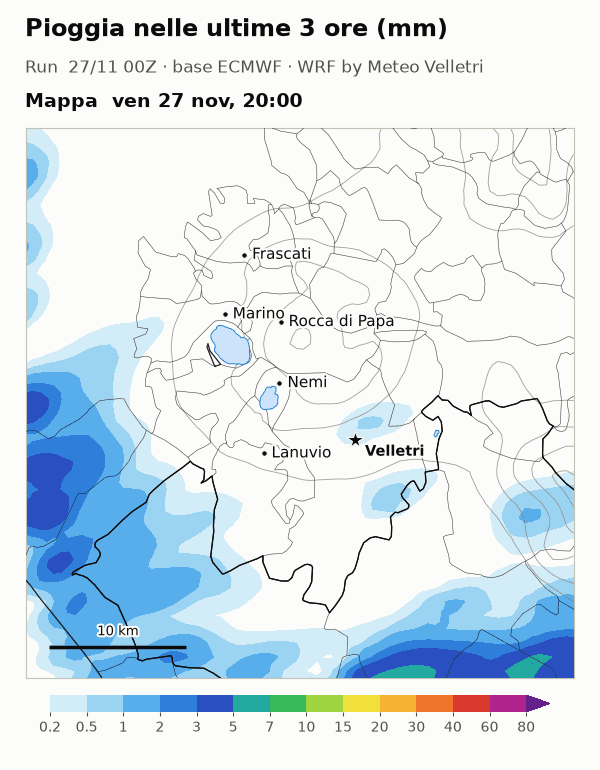 Pioggia nelle ultime 3 ore (mm)
Run  27/11 00Z · base ECMWF · WRF by Meteo Velletri
Mappa  ven 27 nov, 20:00
Frascati
Marino
Rocca di Papa
Nemi
Velletri
Lanuvio
10 km
0.2 0.5 1 2 3 5 7 10 15 20 30 40 60 80